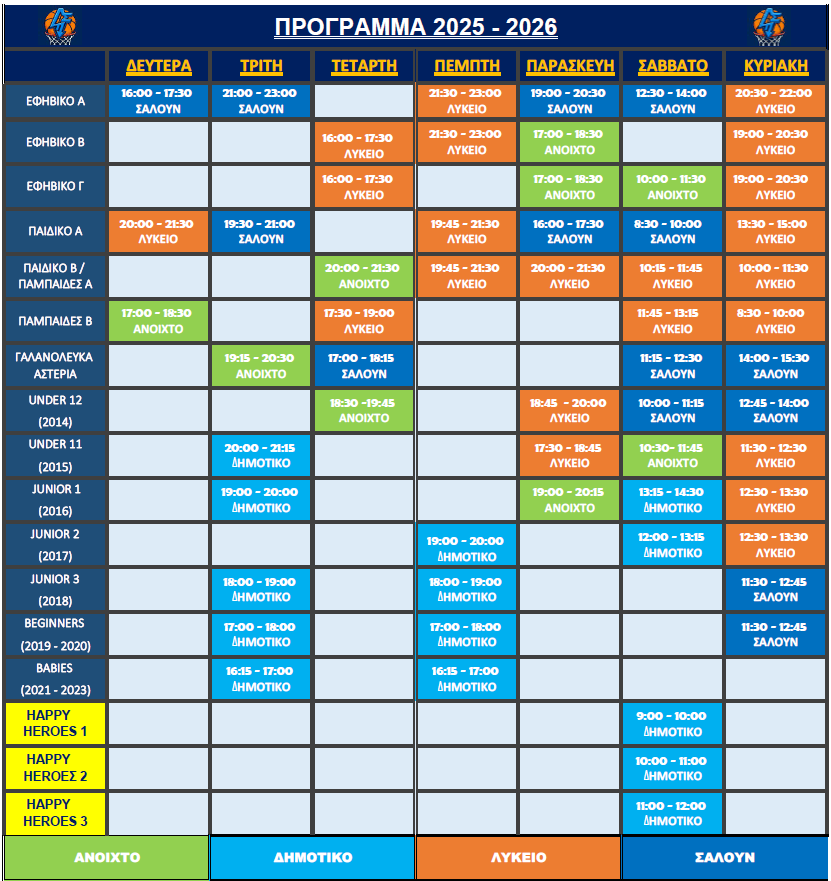 ΠΡΟΓΡΑΜΜΑ 2025 - 2026
ΔΕΥΤΕΡΑ ΤΡΙΤΗ ΤΕΤΑΡΤΗ ΠΕΜΠΤΗ ΠΑΡΑΣΚΕΥΗ ΣΑΒΒΑΤΟ ΚΥΡΙΑΚΗ
ΕΦΗΒΙΚΟ Α
16:00 - 17:30 21:00 - 23:00 21:30 - 23:00 19:00 - 20:30 12:30 - 14:00 20:30 - 22:00
ΣΑΛΟΥΝ ΣΑΛΟΥΝ ΛΥΚΕΙΟ ΣΑΛΟΥΝ ΣΑΛΟΥΝ ΛΥΚΕΙΟ
ΕΦΗΒΙΚΟ Β
16:00 - 17:30 21:30 - 23:00 17:00 - 18:30 19:00 - 20:30
ΛΥΚΕΙΟ ΛΥΚΕΙΟ ΑΝΟΙΧΤΟ ΛΥΚΕΙΟ
ΕΦΗΒΙΚΟ Γ
16:00 - 17:30 17:00 - 18:30 10:00 - 11:30 19:00 - 20:30
ΛΥΚΕΙΟ ΑΝΟΙΧΤΟ ΑΝΟΙΧΤΟ ΛΥΚΕΙΟ
ΠΑΙΔΙΚΟ Α
20:00 - 21:30 19:30 - 21:00 19:45 - 21:30 16:00 - 17:30 8:30 - 10:00 13:30 - 15:00
ΛΥΚΕΙΟ ΣΑΛΟΥΝ ΛΥΚΕΙΟ ΣΑΛΟΥΝ ΣΑΛΟΥΝ ΛΥΚΕΙΟ
ΠΑΙΔΙΚΟ Β /
ΠΑΜΠΑΙΔΕΣ Α
20:00 - 21:30 19:45 - 21:30 20:00 - 21:30 10:15 - 11:45 10:00 - 11:30
ΑΝΟΙΧΤΟ ΛΥΚΕΙΟ ΛΥΚΕΙΟ ΛΥΚΕΙΟ ΛΥΚΕΙΟ
ΠΑΜΠΑΙΔΕΣ Β
17:00 - 18:30 17:30 - 19:00 11:45 - 13:15 8:30 - 10:00
ΑΝΟΙΧΤΟ ΛΥΚΕΙΟ ΛΥΚΕΙΟ ΛΥΚΕΙΟ
ΓΑΛΑΝΟΛΕΥΚΑ
ΑΣΤΕΡΙΑ
19:15 - 20:30 17:00 - 18:15 11:15 - 12:30 14:00 - 15:30
ΑΝΟΙΧΤΟ ΣΑΛΟΥΝ ΣΑΛΟΥΝ ΣΑΛΟΥΝ
UNDER 12
(2014)
18:30 -19:45 18:45 - 20:00 10:00 - 11:15 12:45 - 14:00
ΑΝΟΙΧΤΟ ΛΥΚΕΙΟ ΣΑΛΟΥΝ ΣΑΛΟΥΝ
UNDER 11
(2015)
20:00 - 21:15 17:30 - 18:45 10:30- 11:45 11:30 - 12:30
ΔΗΜΟΤΙΚΟ ΛΥΚΕΙΟ ΑΝΟΙΧΤΟ ΛΥΚΕΙΟ
JUNIOR 1
(2016)
19:00 - 20:00 19:00 - 20:15 13:15 - 14:30 12:30 - 13:30
ΔΗΜΟΤΙΚΟ ΑΝΟΙΧΤΟ ΔΗΜΟΤΙΚΟ ΛΥΚΕΙΟ
JUNIOR 2
(2017)
19:00 - 20:00 12:00 - 13:15 12:30 - 13:30
ΔΗΜΟΤΙΚΟ ΔΗΜΟΤΙΚΟ ΛΥΚΕΙΟ
JUNIOR 3
(2018)
18:00 - 19:00 18:00 - 19:00 11:30 - 12:45
ΔΗΜΟΤΙΚΟ ΔΗΜΟΤΙΚΟ ΣΑΛΟΥΝ
BEGINNERS
(2019 - 2020)
17:00 - 18:00 17:00 - 18:00 11:30 - 12:45
ΔΗΜΟΤΙΚΟ ΔΗΜΟΤΙΚΟ ΣΑΛΟΥΝ
BABIES
(2021 - 2023)
16:15 - 17:00 16:15 - 17:00
ΔΗΜΟΤΙΚΟ ΔΗΜΟΤΙΚΟ
HAPPY
HEROES 1
9:00 - 10:00
ΔΗΜΟΤΙΚΟ
HAPPY
HEROEΣ 2
10:00 - 11:00
ΔΗΜΟΤΙΚΟ
HAPPY
HEROES 3
11:00 - 12:00
ΔΗΜΟΤΙΚΟ
ΑΝΟΙΧΤΟ ΔΗΜΟΤΙΚΟ ΛΥΚΕΙΟ ΣΑΛΟΥΝ